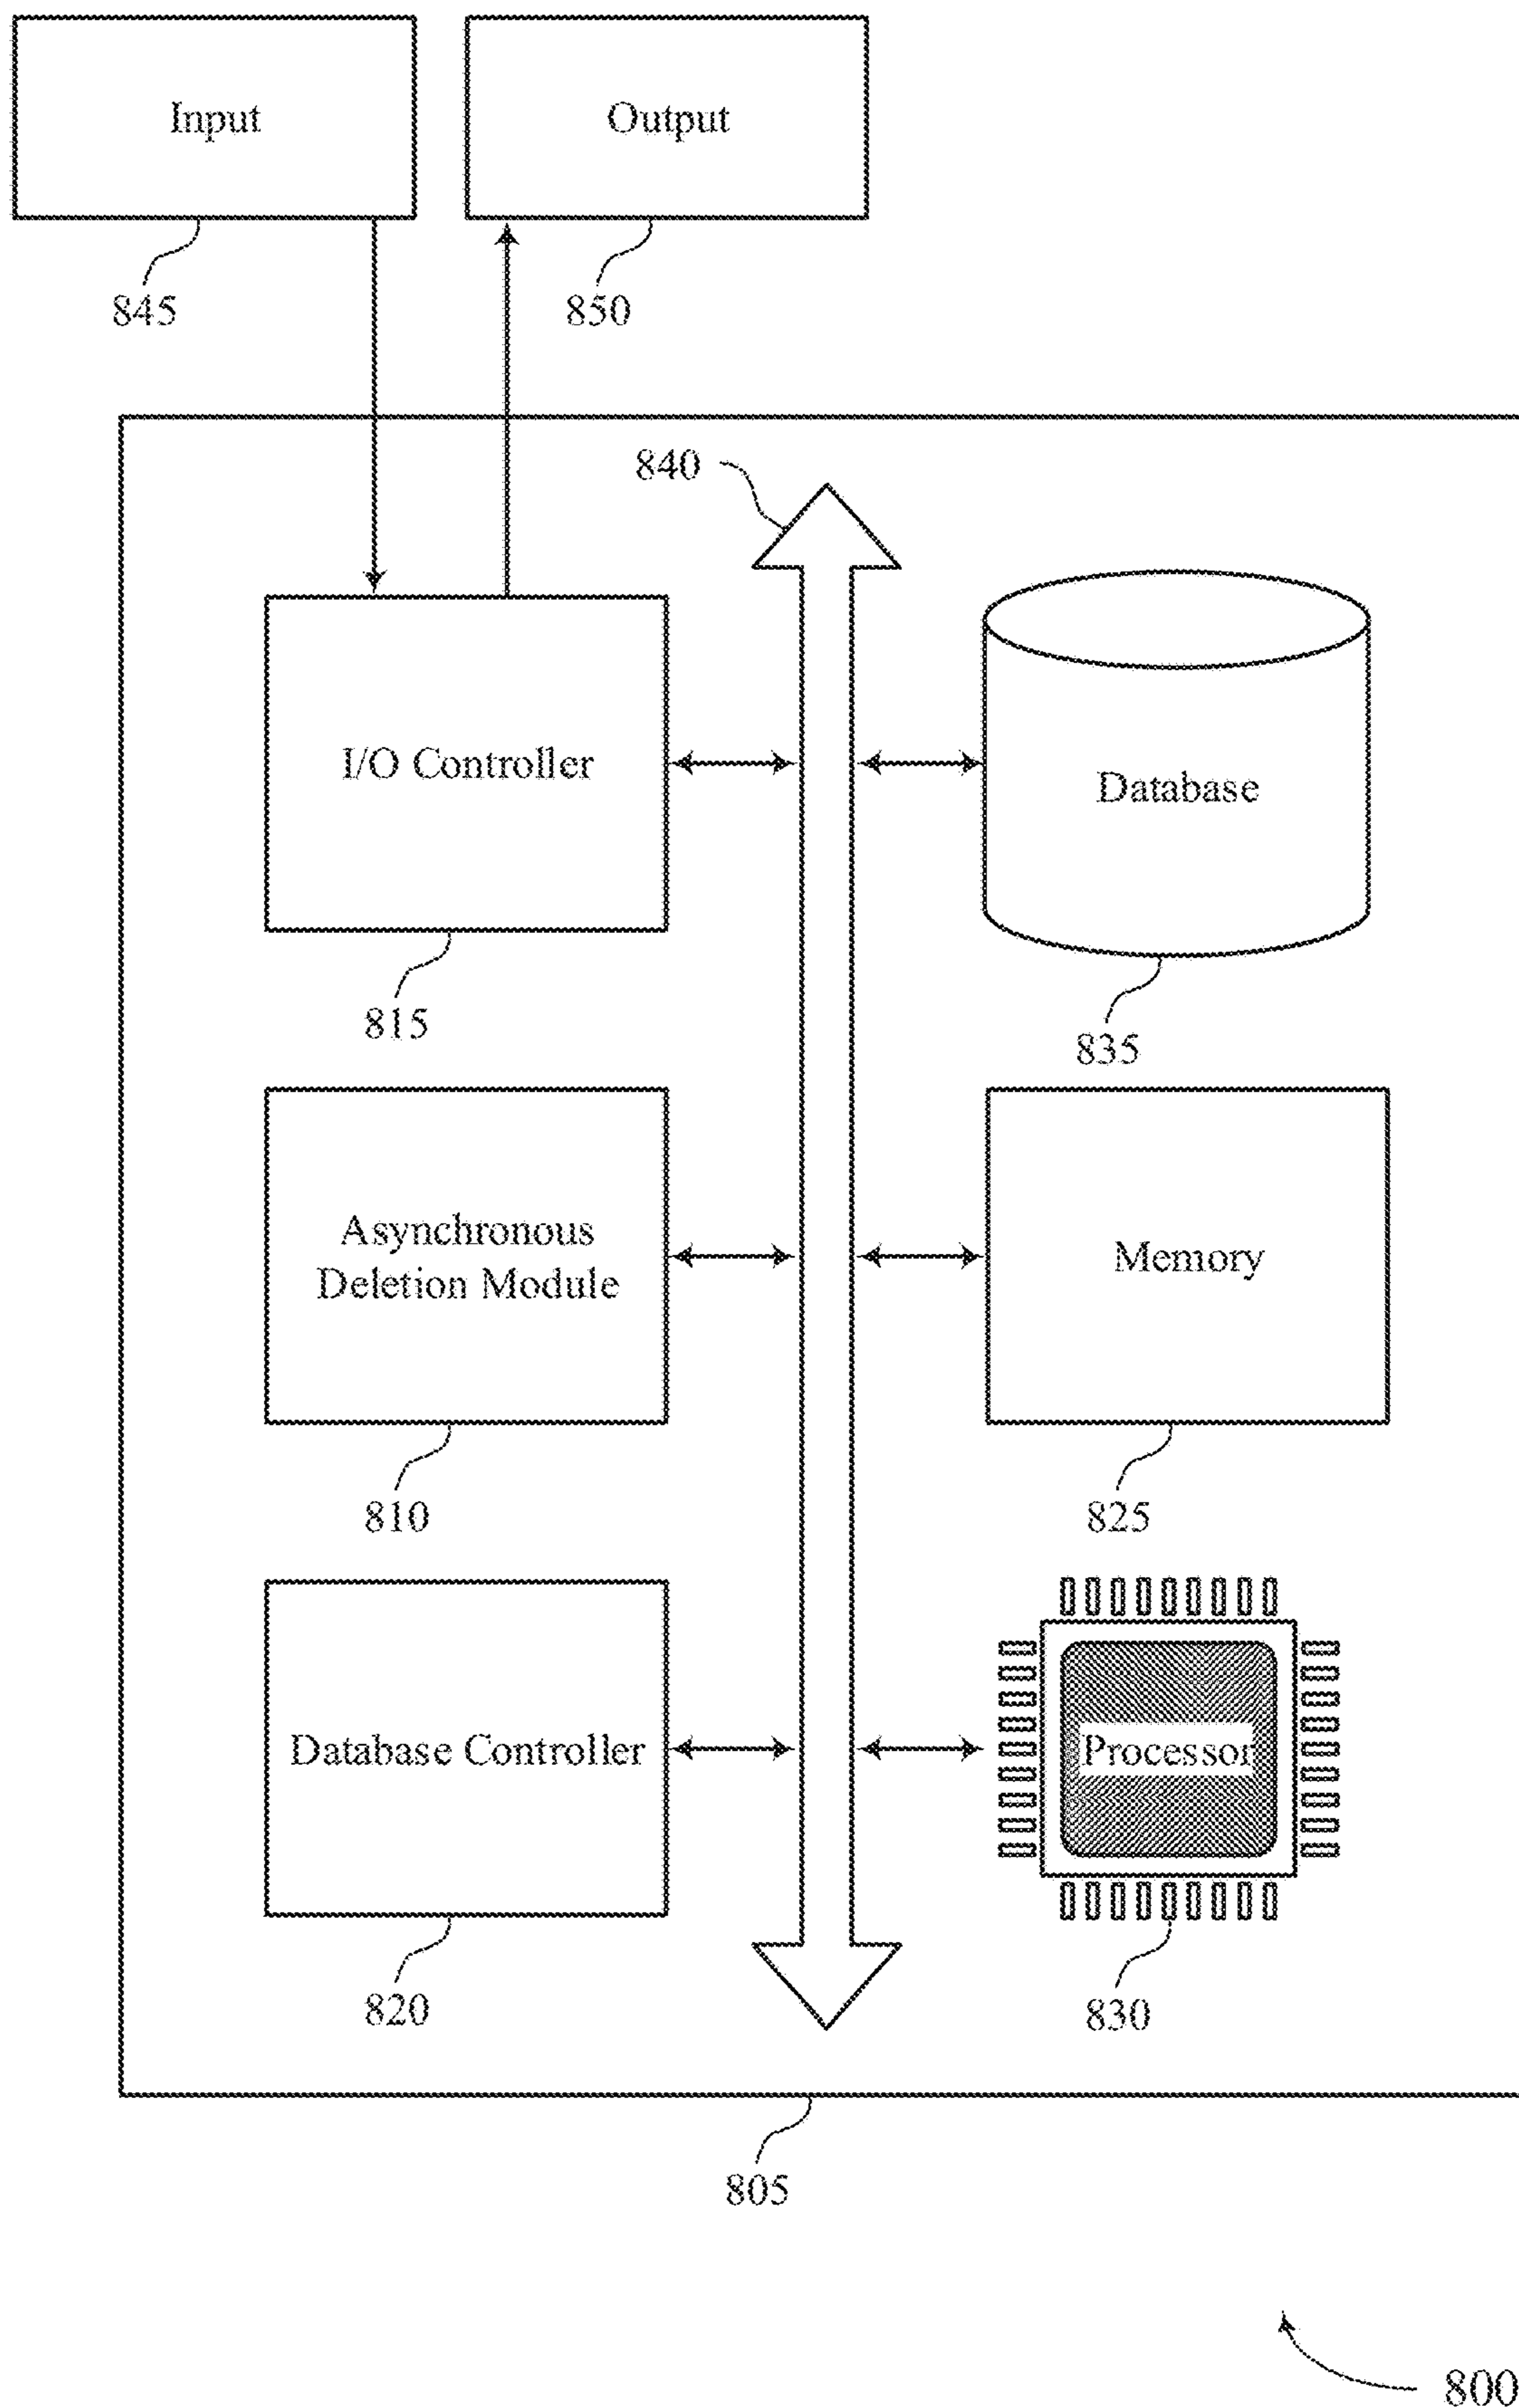 Input
Output
845
850
840
I/O Controller
Database
815
835
Asynchronous
Deletion Module
Memory
810
825
Database Controller
Processor
820
830
805
800